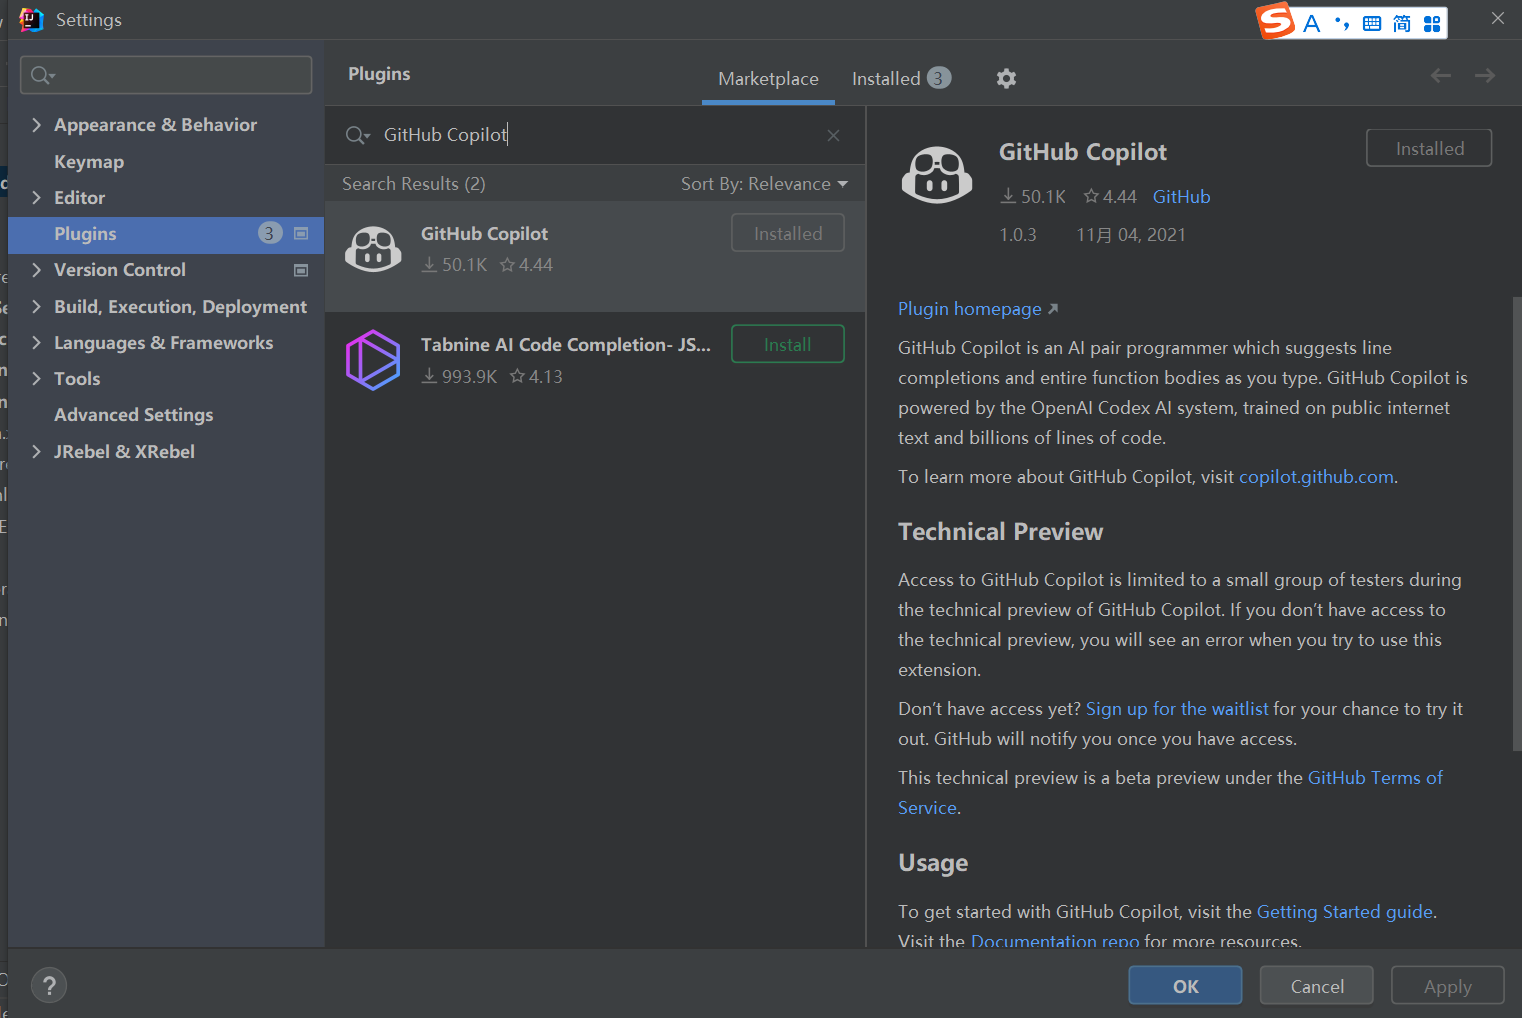 Settings
A
简
Plugins
Marketplace
Installed 3
Appearance & Behavior
Keymap
Editor
Plugins 3
Version Control
Build, Execution, Deployment
Languages & Frameworks
Tools
Advanced Settings
JRebel & XRebel
GitHub Copilot
Search Results (2)
Sort By: Relevance
GitHub Copilot
Installed
50.1K 4.44
Tabnine AI Code Completion- JS...
Install
993.9K 4.13
GitHub Copilot
Installed
50.1K 4.44 GitHub
1.0.3 11月 04, 2021
Plugin homepage
GitHub Copilot is an AI pair programmer which suggests line
completions and entire function bodies as you type. GitHub Copilot is
powered by the OpenAI Codex AI system, trained on public internet
text and billions of lines of code.
To learn more about GitHub Copilot, visit copilot.github.com.
Technical Preview
Access to GitHub Copilot is limited to a small group of testers during
the technical preview of GitHub Copilot. If you don’t have access to
the technical preview, you will see an error when you try to use this
extension.
Don’t have access yet? Sign up for the waitlist for your chance to try it
out. GitHub will notify you once you have access.
This technical preview is a beta preview under the GitHub Terms of
Service.
Usage
To get started with GitHub Copilot, visit the Getting Started guide.
Visit the Documentation repo for more resources.
?
OK
Cancel
Apply